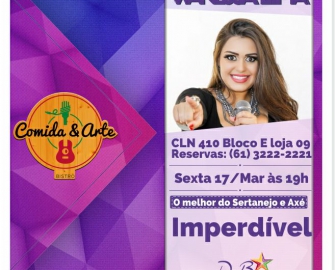 Comida & Arte
BISTRÔ
CLN 410 Bloco E loja 09
Reservas: (61) 3222-2221
Sexta 17/Mar às 19h
O melhor do Sertanejo e Axé
Imperdível